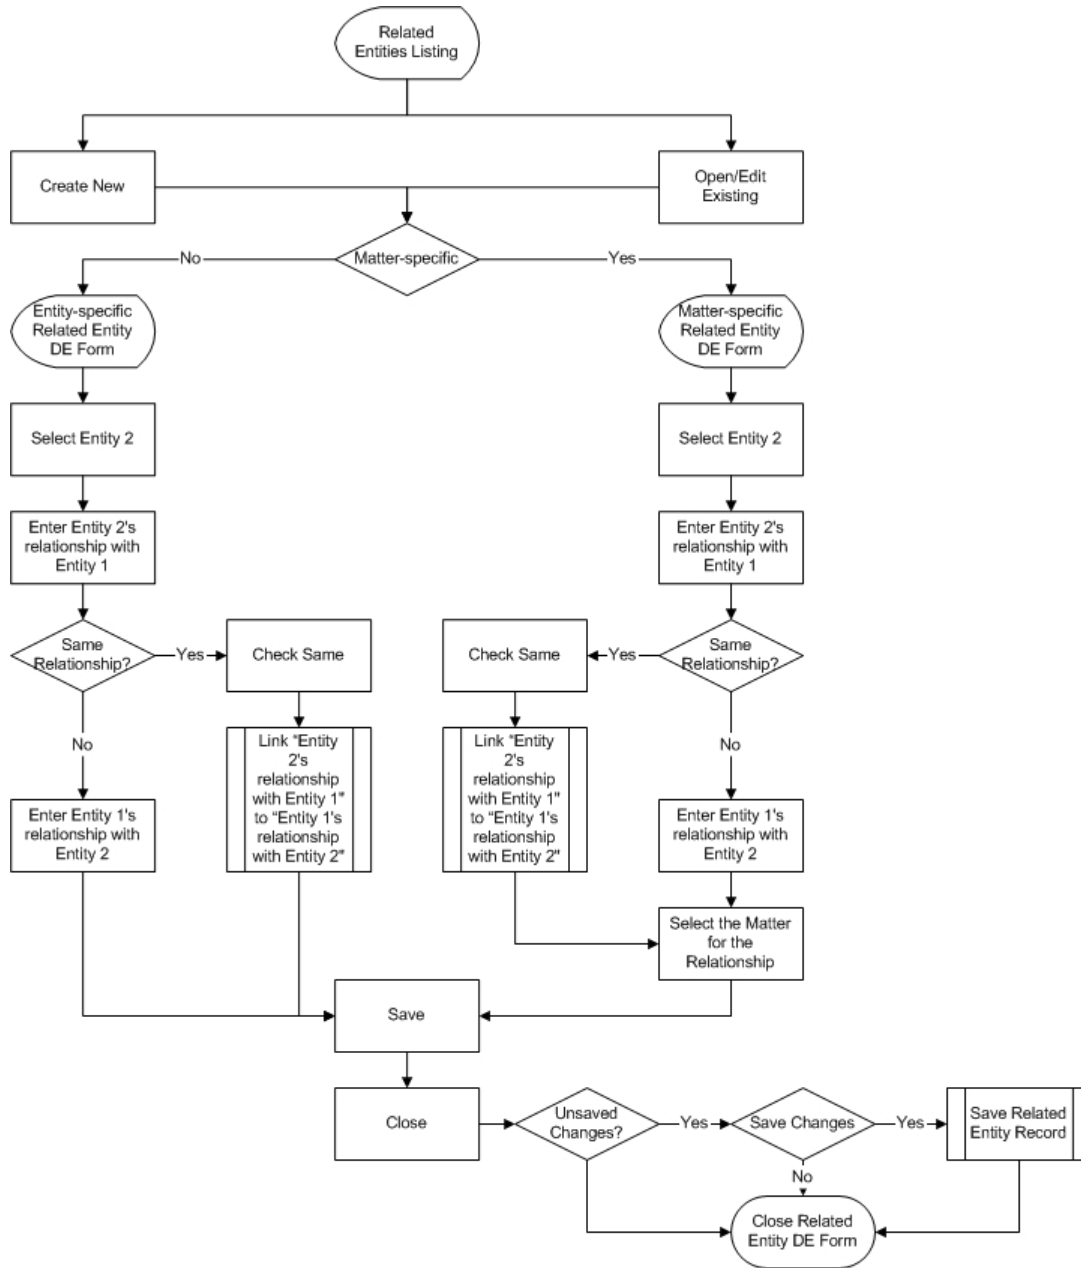 Related
Entities Listing
Create New
Open/Edit
Existing
Matter-specific
No
Yes
Entity-specific
Related Entity
DE Form
Matter-specific
Related Entity
DE Form
Select Entity 2
Select Entity 2
Enter Entity 2's
relationship with
Entity 1
Enter Entity 2's
relationship with
Entity 1
Same
Relationship?
Yes
Check Same
Check Same
Yes
Same
Relationship?
No
Link “Entity
2's
relationship
with Entity 1”
to “Entity 1's
relationship
with Entity 2”
Link “Entity
2's
relationship
with Entity 1”
to “Entity 1's
relationship
with Entity 2”
No
Enter Entity 1's
relationship with
Entity 2
Enter Entity 1's
relationship with
Entity 2
Select the Matter
for the
Relationship
Save
Close
Unsaved
Changes?
Yes
Save Changes
Yes
Save Related
Entity Record
No
Close Related
Entity DE Form